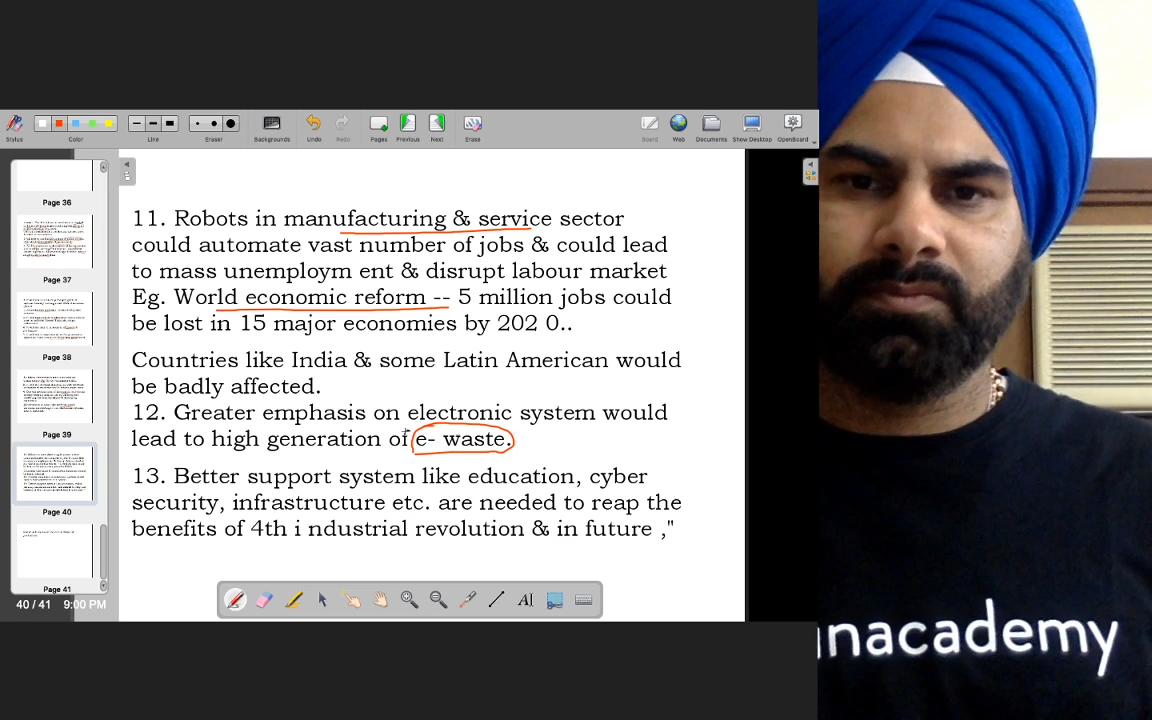 Stylus
Color
Line
Eraser
Backgrounds
Undo
Redo
Pages
Previous
Next
Erase
Board
Web
Documents
Show Desktop
OpenBoard
Page 36
Page 37
Page 38
Page 39
Page 40
Page 41
40 / 41 9:00 PM
11. Robots in manufacturing & service sector
could automate vast number of jobs & could lead
to mass unemploym ent & disrupt labour market
Eg. World economic reform -- 5 million jobs could
be lost in 15 major economies by 202 0..
Countries like India & some Latin American would
be badly affected.
12. Greater emphasis on electronic system would
lead to high generation of e- waste.
13. Better support system like education, cyber
security, infrastructure etc. are needed to reap the
benefits of 4th i ndustrial revolution & in future ,"
AI
nacademy